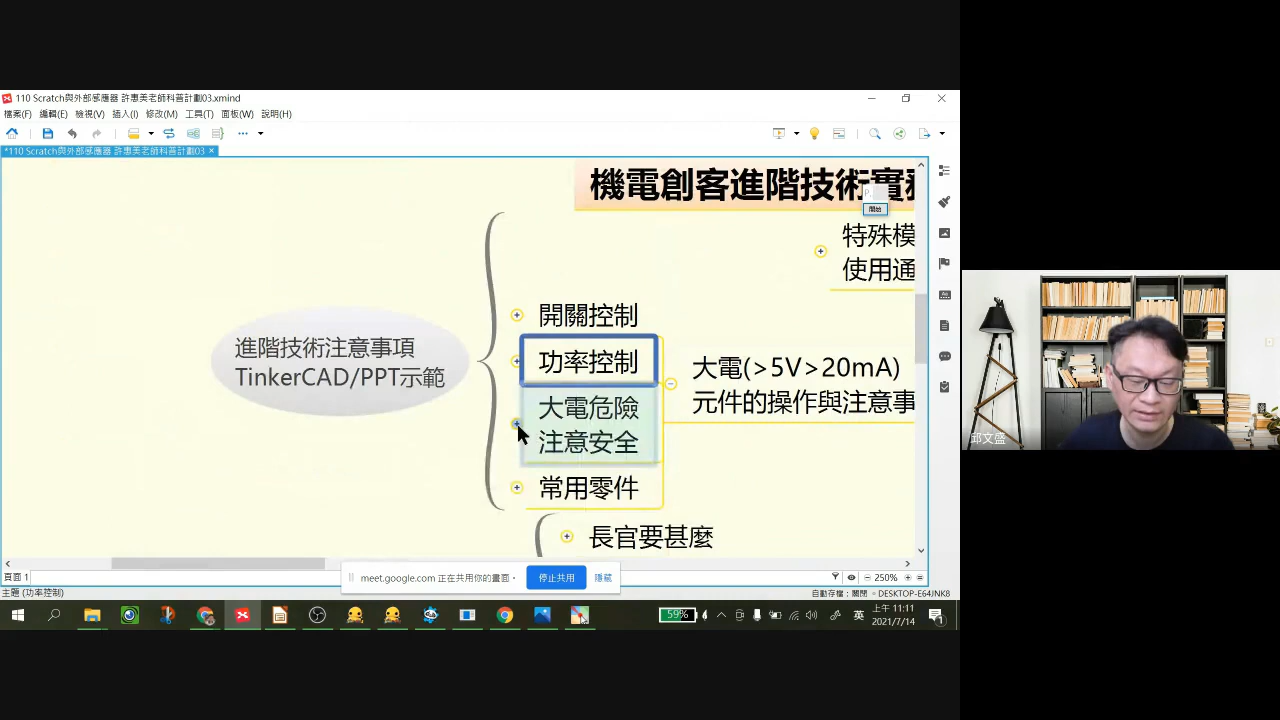 110 Scratch與外部感應器 許惠美老師科普計劃03.xmind
檔案(F) 編輯(E) 檢視(V) 插入(I) 修改(M) 工具(T) 面板(W) 說明(H)
*110 Scratch與外部感應器 許惠美老師科普計劃03 ×
機電創客進階技術實務
開始
特殊模
使用通
開關控制
進階技術注意事項
TinkerCAD/PPT示範
功率控制
大電(>5V>20mA)
元件的操作與注意事
大電危險
注意安全
常用零件
長官要甚麼
邱文盛
meet.google.com 正在共用你的畫面。
停止共用
隱藏
頁面 1
250%
主題 (功率控制)
自動存檔：關閉
DESKTOP-E64JNK8
59%
英
上午 11:11
2021/7/14
1